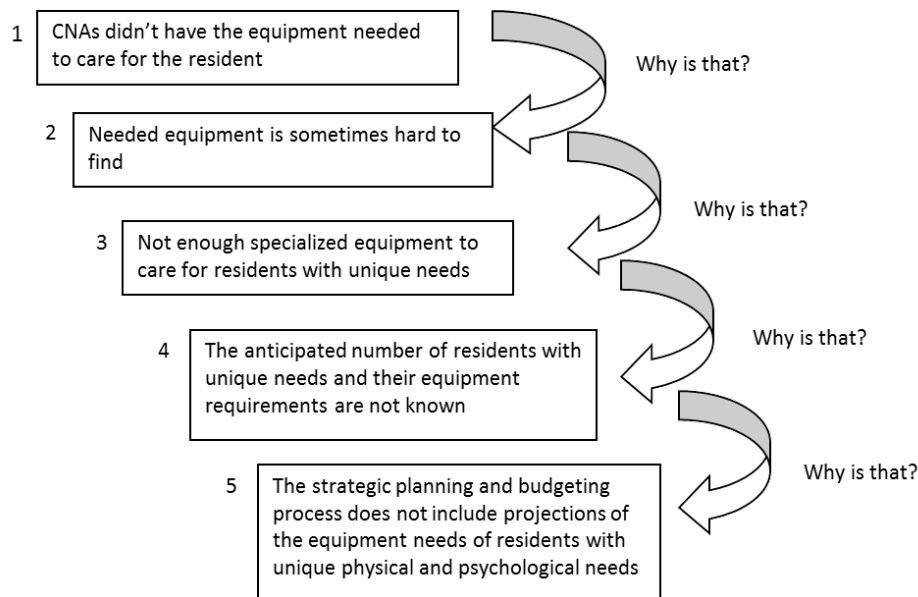 1
CNAs didn’t have the equipment needed
to care for the resident
Why is that?
2
Needed equipment is sometimes hard to
find
Why is that?
3
Not enough specialized equipment to
care for residents with unique needs
Why is that?
4
The anticipated number of residents with
unique needs and their equipment
requirements are not known
Why is that?
5
The strategic planning and budgeting
process does not include projections of
the equipment needs of residents with
unique physical and psychological needs